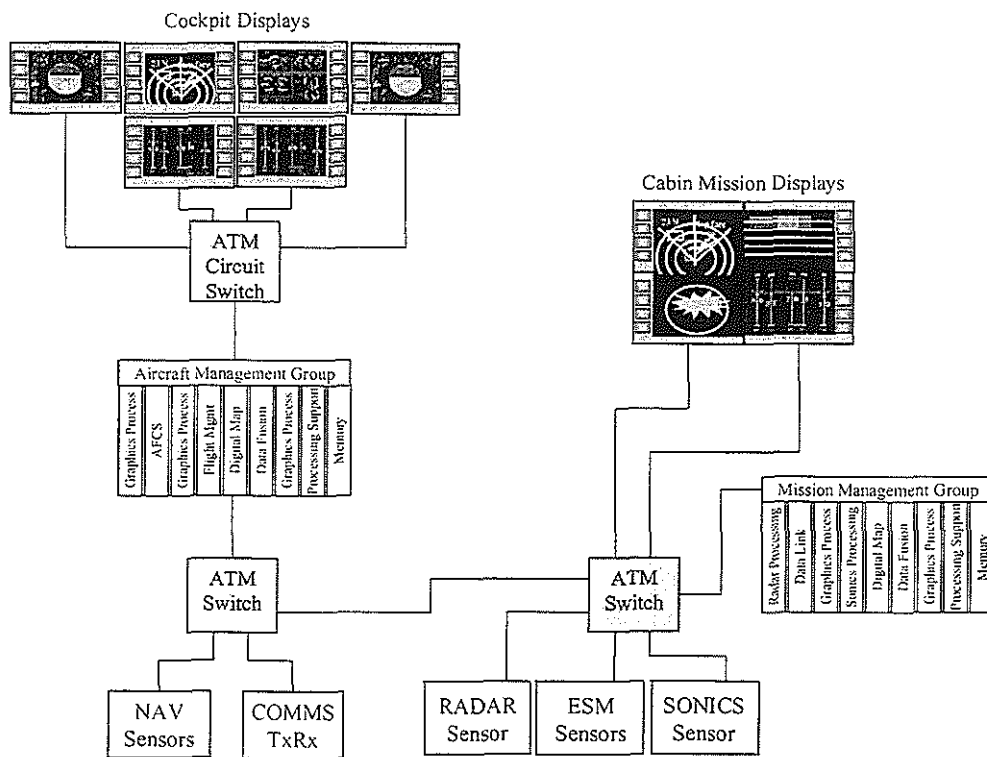 Cockpit Displays
ATM
Circuit
Switch
Cabin Mission Displays
Aircraft Management Group
Graphics Process
AFCS
Graphics Process
Flight Mgmt
Digital Map
Data Fusion
Graphics Process
Processing Support
Memory
Mission Management Group
Radar Processing
Data Link
Graphics Process
Sonics Processing
Digital Map
Data Fusion
Graphics Process
Processing Support
Memory
ATM
Switch
ATM
Switch
NAV
Sensors
COMMS
TxRx
RADAR
Sensor
ESM
Sensors
SONICS
Sensor